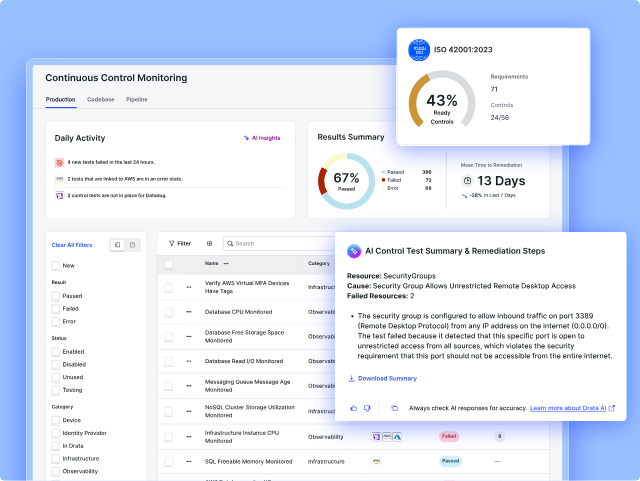 Continuous Control Monitoring
Production
Codebase
Pipeline
ISO 42001:2023
43%
Ready
Controls
Requirements
71
Controls
24/56
Daily Activity
AI Insights
4 new tests failed in the last 24 hours.
2 tests that are linked to AWS are in an error state.
2 control tests are not in place for Datadog.
Results Summary
67%
Passed
Passed 396
Failed 72
Error 66
Mean Time to Remediation
13 Days
-28% in Last 7 Days
Clear All Filters
New
Result
Passed
Failed
Error
Status
Enabled
Disabled
Unused
Testing
Category
Device
Identity Provider
In Drata
Infrastructure
Observability
Filter
Search
Name
Category
Verify AWS Virtual MFA Devices
Have Tags
Infrastruct
Database CPU Monitored
Observab
Database Free Storage Space
Monitored
Observab
Database Read I/O Monitored
Observab
Messaging Queue Message Age
Monitored
Infrastruct
NoSQL Cluster Storage Utilization
Monitored
Infrastruct
Infrastructure Instance CPU
Monitored
Observability
Failed
8
SQL Freeable Memory Monitored
Infrastructure
Passed
—
AI Control Test Summary & Remediation Steps
Resource: SecurityGroups
Cause: Security Group Allows Unrestricted Remote Desktop Access
Failed Resources: 2
• The security group is configured to allow inbound traffic on port 3389
(Remote Desktop Protocol) from any IP address on the internet (0.0.0.0/0).
The test failed because it detected that this specific port is open to
unrestricted access from all sources, which violates the security
requirement that this port should not be accessible from the entire internet.
Download Summary
Always check AI responses for accuracy. Learn more about Drata AI